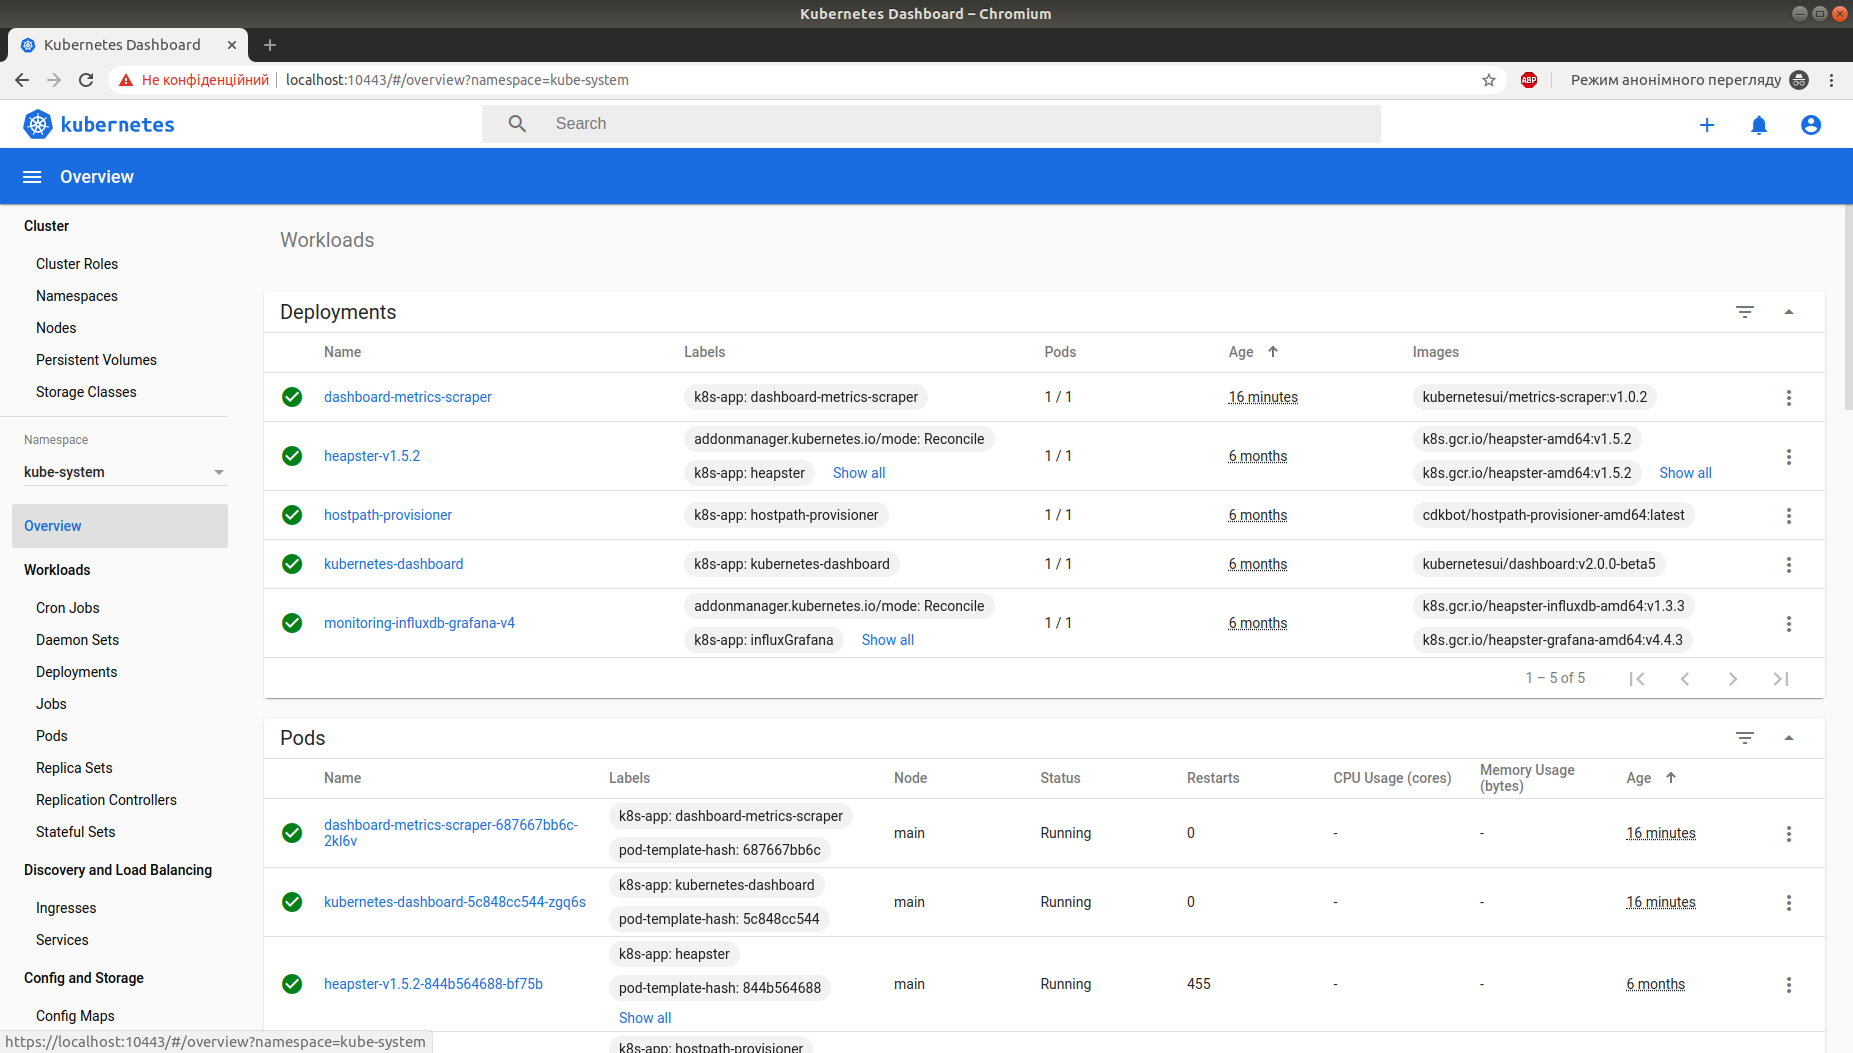 Kubernetes Dashboard – Chromium
Kubernetes Dashboard
Не конфіденційний localhost:10443/#/overview?namespace=kube-system ABP Режим анонімного перегляду
kubernetes Search
Overview
Cluster
Cluster Roles
Namespaces
Nodes
Persistent Volumes
Storage Classes
Namespace
kube-system
Overview
Workloads
Cron Jobs
Daemon Sets
Deployments
Jobs
Pods
Replica Sets
Replication Controllers
Stateful Sets
Discovery and Load Balancing
Ingresses
Services
Config and Storage
Config Maps
Workloads
Deployments
Name Labels Pods Age Images
dashboard-metrics-scraper k8s-app: dashboard-metrics-scraper 1 / 1 16 minutes kubernetesui/metrics-scraper:v1.0.2
addonmanager.kubernetes.io/mode: Reconcile k8s.gcr.io/heapster-amd64:v1.5.2
heapster-v1.5.2 1 / 1 6 months
k8s-app: heapster Show all k8s.gcr.io/heapster-amd64:v1.5.2 Show all
hostpath-provisioner k8s-app: hostpath-provisioner 1 / 1 6 months cdkbot/hostpath-provisioner-amd64:latest
kubernetes-dashboard k8s-app: kubernetes-dashboard 1 / 1 6 months kubernetesui/dashboard:v2.0.0-beta5
addonmanager.kubernetes.io/mode: Reconcile k8s.gcr.io/heapster-influxdb-amd64:v1.3.3
monitoring-influxdb-grafana-v4 1 / 1 6 months
k8s-app: influxGrafana Show all k8s.gcr.io/heapster-grafana-amd64:v4.4.3
1 – 5 of 5
Pods
Name Labels Node Status Restarts CPU Usage (cores) Memory Usage (bytes) Age
k8s-app: dashboard-metrics-scraper
dashboard-metrics-scraper-687667bb6c-2kl6v main Running 0 - - 16 minutes
pod-template-hash: 687667bb6c
k8s-app: kubernetes-dashboard
kubernetes-dashboard-5c848cc544-zgq6s main Running 0 - - 16 minutes
pod-template-hash: 5c848cc544
k8s-app: heapster
heapster-v1.5.2-844b564688-bf75b pod-template-hash: 844b564688 main Running 455 - - 6 months
Show all
k8s-app: hostpath-provisioner
https://localhost:10443/#/overview?namespace=kube-system